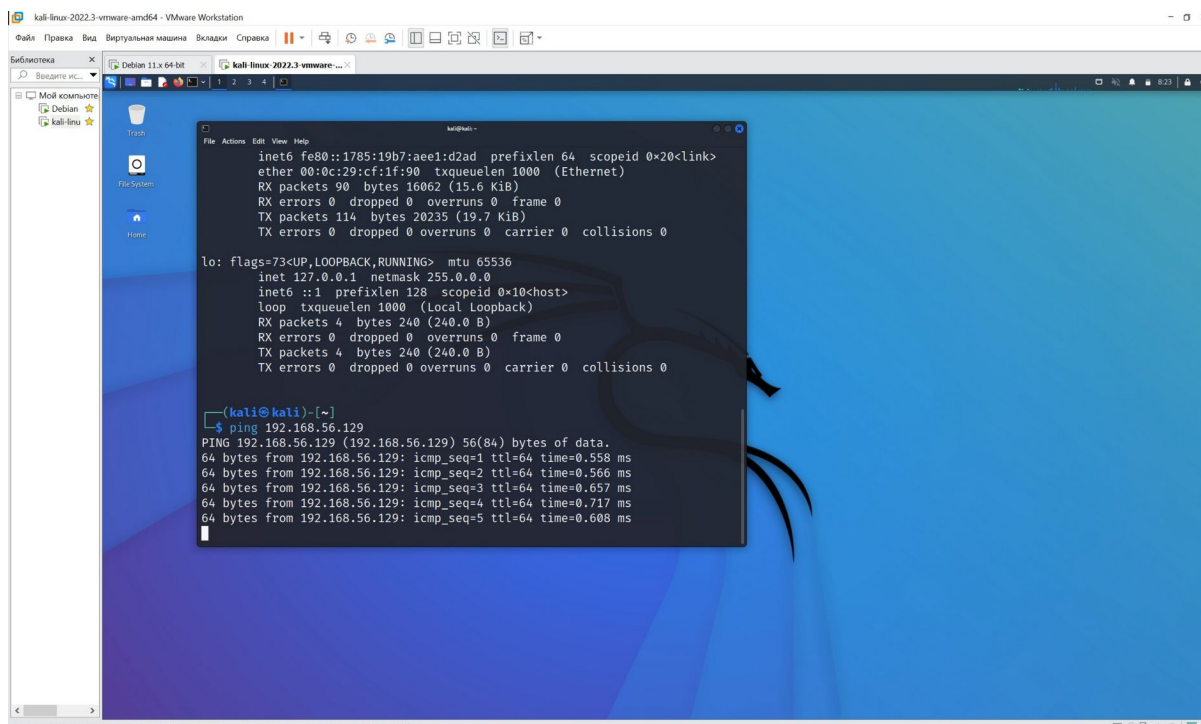 kali-linux-2022.3-vmware-amd64 - VMware Workstation
Файл Правка Вид Виртуальная машина Вкладки Справка
Библиотека
Введите ис...
Мой компьюте
Debian
kali-linu
Debian 11.x 64-bit
kali-linux-2022.3-vmware-...
1 2 3 4
8:23
Trash
File System
Home
kali@kali: ~
File Actions Edit View Help
inet6 fe80::1785:19b7:aee1:d2ad prefixlen 64 scopeid 0×20<link>
ether 00:0c:29:cf:1f:90 txqueuelen 1000 (Ethernet)
RX packets 90 bytes 16062 (15.6 KiB)
RX errors 0 dropped 0 overruns 0 frame 0
TX packets 114 bytes 20235 (19.7 KiB)
TX errors 0 dropped 0 overruns 0 carrier 0 collisions 0
lo: flags=73<UP,LOOPBACK,RUNNING> mtu 65536
inet 127.0.0.1 netmask 255.0.0.0
inet6 ::1 prefixlen 128 scopeid 0×10<host>
loop txqueuelen 1000 (Local Loopback)
RX packets 4 bytes 240 (240.0 B)
RX errors 0 dropped 0 overruns 0 frame 0
TX packets 4 bytes 240 (240.0 B)
TX errors 0 dropped 0 overruns 0 carrier 0 collisions 0
(kali㉿kali)-[~]
$ ping 192.168.56.129
PING 192.168.56.129 (192.168.56.129) 56(84) bytes of data.
64 bytes from 192.168.56.129: icmp_seq=1 ttl=64 time=0.558 ms
64 bytes from 192.168.56.129: icmp_seq=2 ttl=64 time=0.566 ms
64 bytes from 192.168.56.129: icmp_seq=3 ttl=64 time=0.657 ms
64 bytes from 192.168.56.129: icmp_seq=4 ttl=64 time=0.717 ms
64 bytes from 192.168.56.129: icmp_seq=5 ttl=64 time=0.608 ms